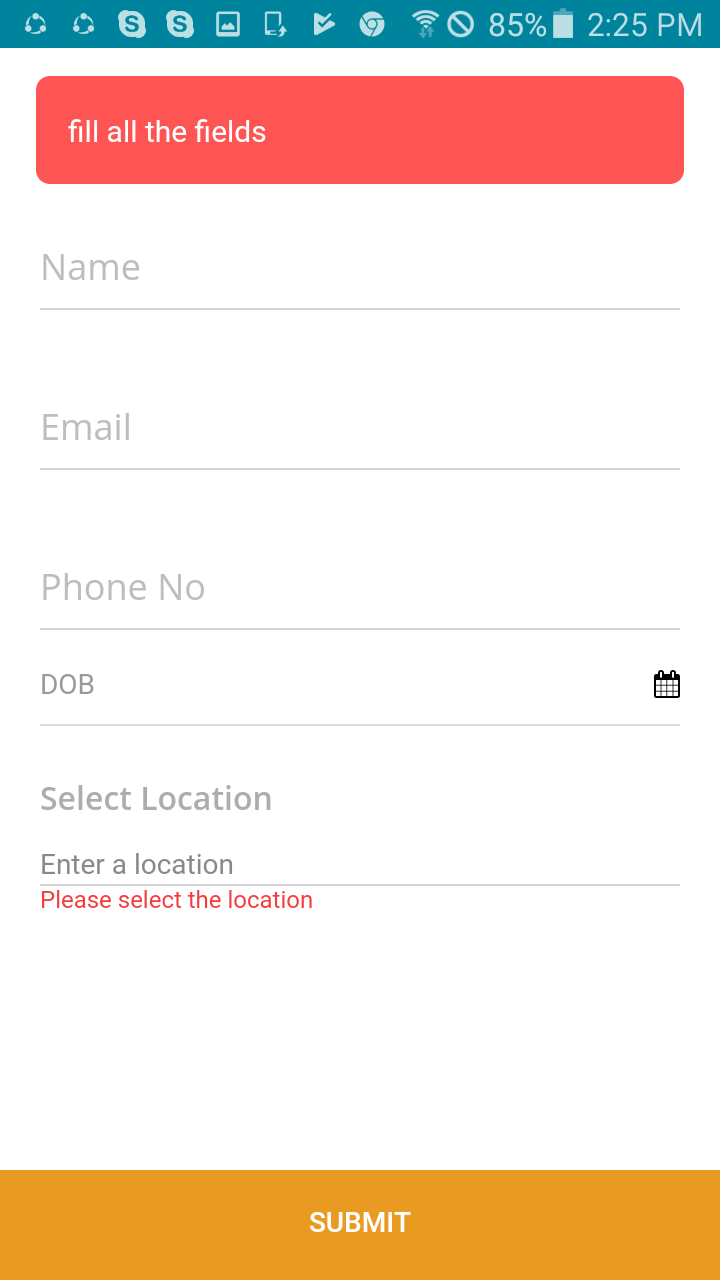 85% 2:25 PM
fill all the fields
Name
Email
Phone No
DOB
Select Location
Enter a location
Please select the location
SUBMIT